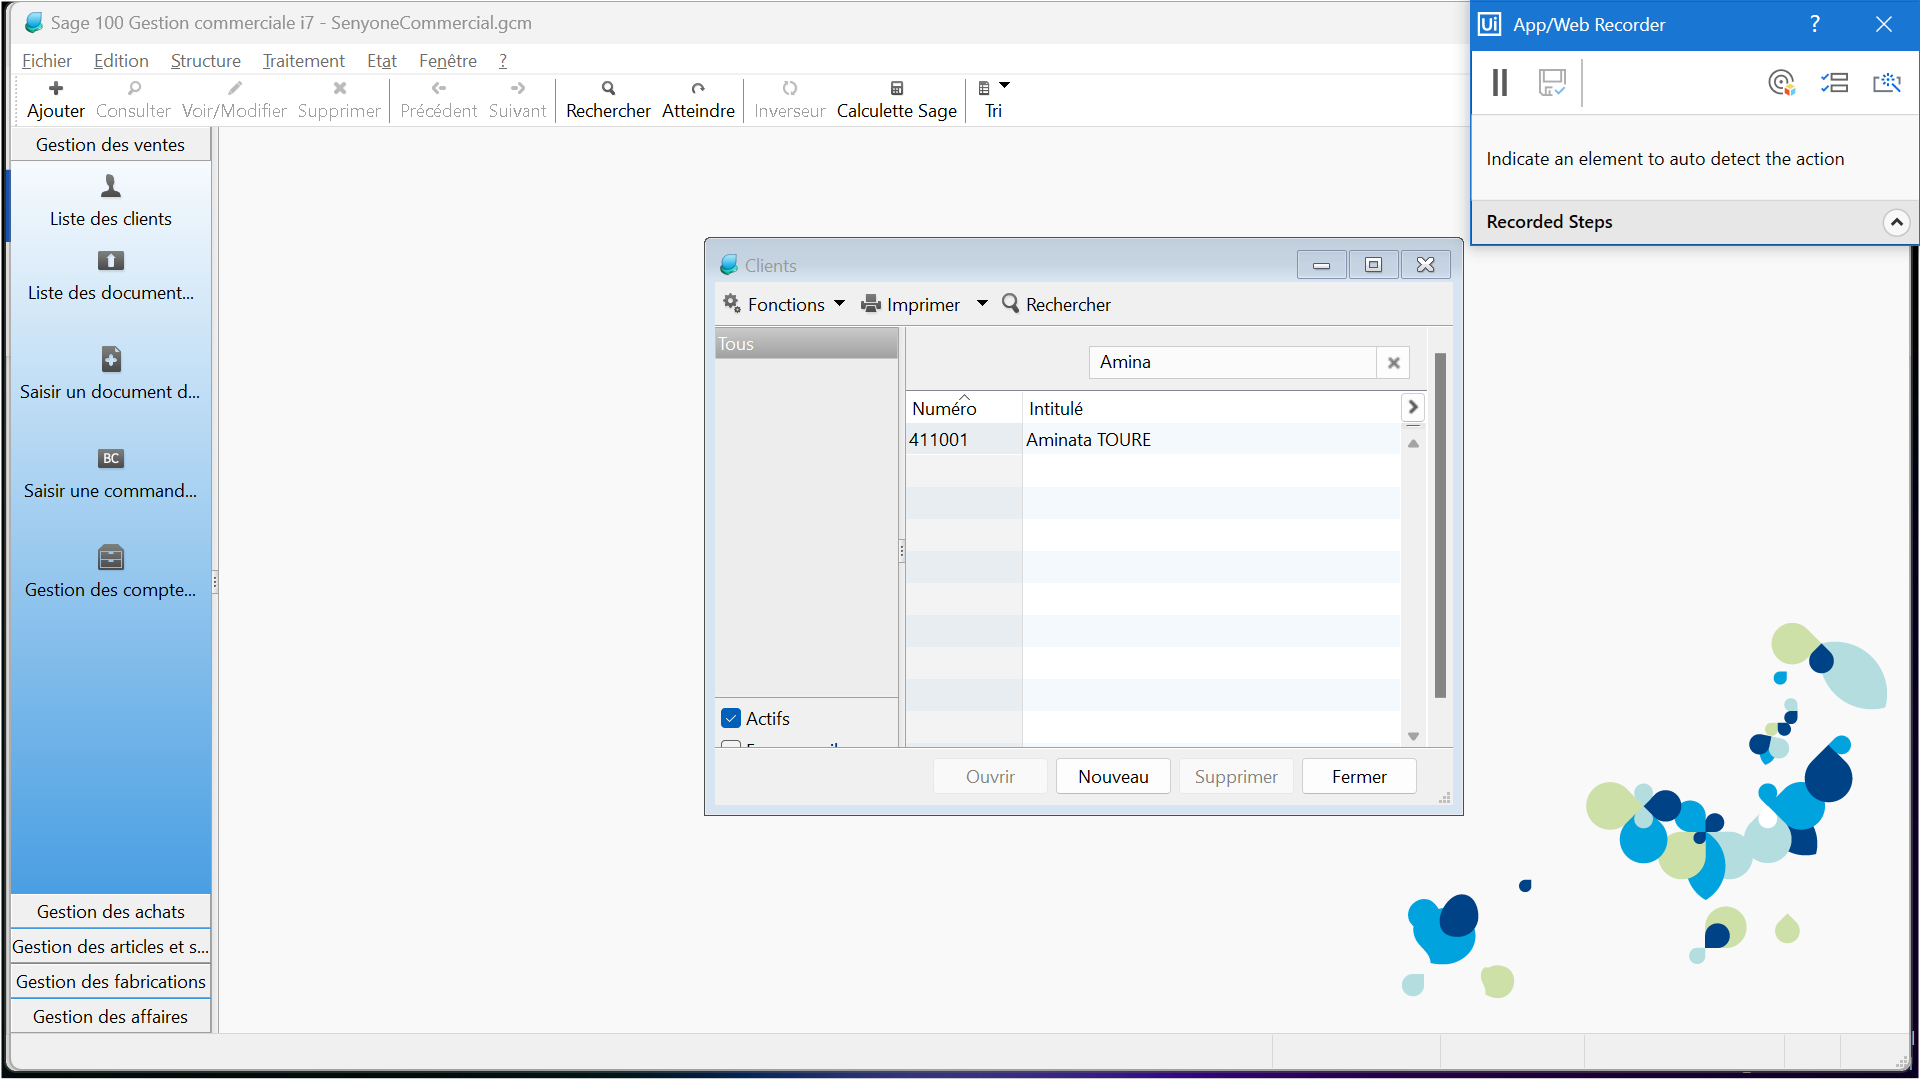 Sage 100 Gestion commerciale i7 - SenyoneCommercial.gcm
Fichier Edition Structure Traitement Etat Fenêtre ?
Ajouter Consulter Voir/Modifier Supprimer Précédent Suivant Rechercher Atteindre Inverseur Calculette Sage Tri
Gestion des ventes
Liste des clients
Liste des document...
Saisir un document d...
BC
Saisir une command...
Gestion des compte...
Gestion des achats
Gestion des articles et s...
Gestion des fabrications
Gestion des affaires
Clients
Fonctions Imprimer Rechercher
Tous
Amina
Numéro Intitulé
411001 Aminata TOURE
Actifs
Ouvrir Nouveau Supprimer Fermer
Ui App/Web Recorder ?
Indicate an element to auto detect the action
Recorded Steps